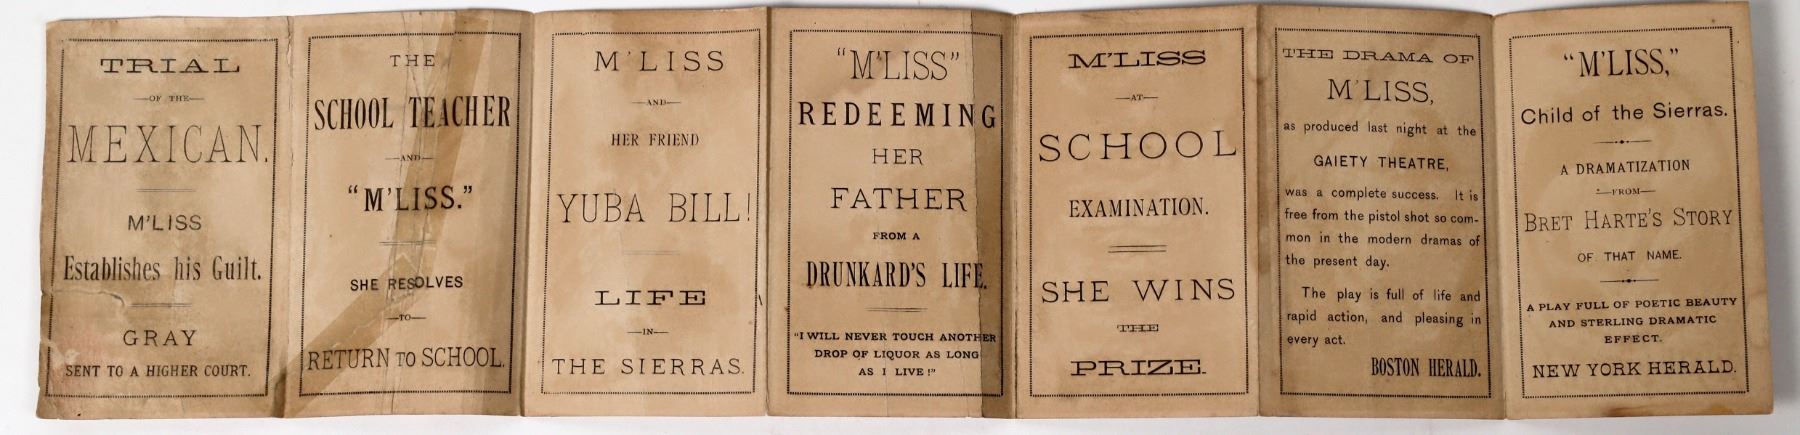 TRIAL
OF THE
MEXICAN.
M'LISS
Establishes his Guilt.
GRAY
SENT TO A HIGHER COURT.
THE
SCHOOL TEACHER
AND
"M'LISS."
SHE RESOLVES
TO
RETURN TO SCHOOL.
M'LISS
AND
HER FRIEND
YUBA BILL!
LIFE
IN
THE SIERRAS.
"M'LISS"
REDEEMING
HER
FATHER
FROM A
DRUNKARD'S LIFE.
"I WILL NEVER TOUCH ANOTHER
DROP OF LIQUOR AS LONG
AS I LIVE!"
M'LISS
AT
SCHOOL
EXAMINATION.
SHE WINS
THE
PRIZE.
THE DRAMA OF
M'LISS,
as produced last night at the
GAIETY THEATRE,
was a complete success. It is
free from the pistol shot so com-
mon in the modern dramas of
the present day.
The play is full of life and
rapid action, and pleasing in
every act.
BOSTON HERALD.
"M'LISS,"
Child of the Sierras.
A DRAMATIZATION
FROM
BRET HARTE'S STORY
OF THAT NAME.
A PLAY FULL OF POETIC BEAUTY
AND STERLING DRAMATIC
EFFECT.
NEW YORK HERALD.